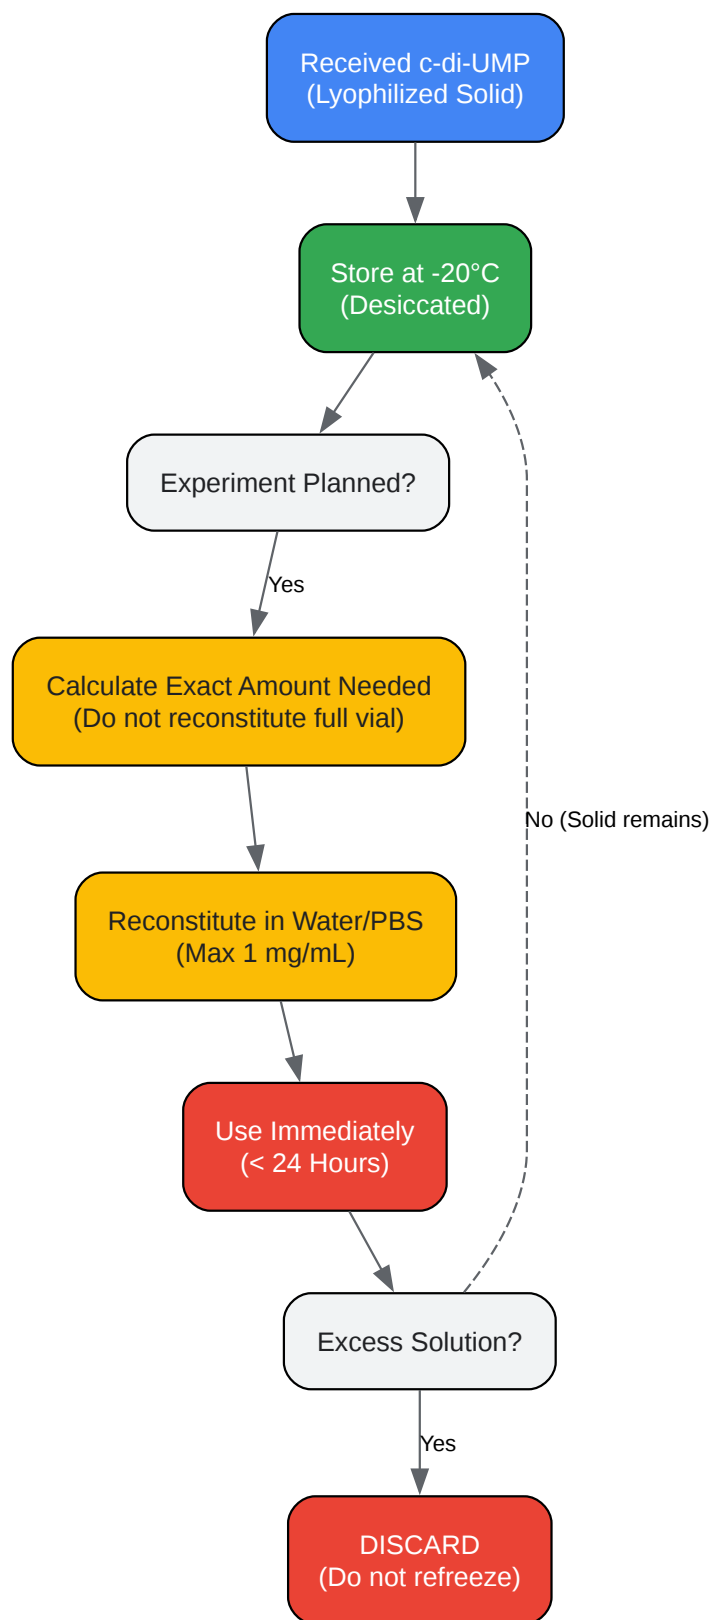 Received c-di-UMP
(Lyophilized Solid)
Store at -20°C
(Desiccated)
Experiment Planned?
Yes
Calculate Exact Amount Needed
(Do not reconstitute full vial)
No (Solid remains)
Reconstitute in Water/PBS
(Max 1 mg/mL)
Use Immediately
(< 24 Hours)
Excess Solution?
Yes
DISCARD
(Do not refreeze)